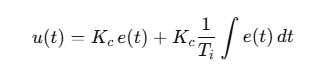 u(t) = K_c e(t) + K_c \frac{1}{T_i} \int e(t) dt